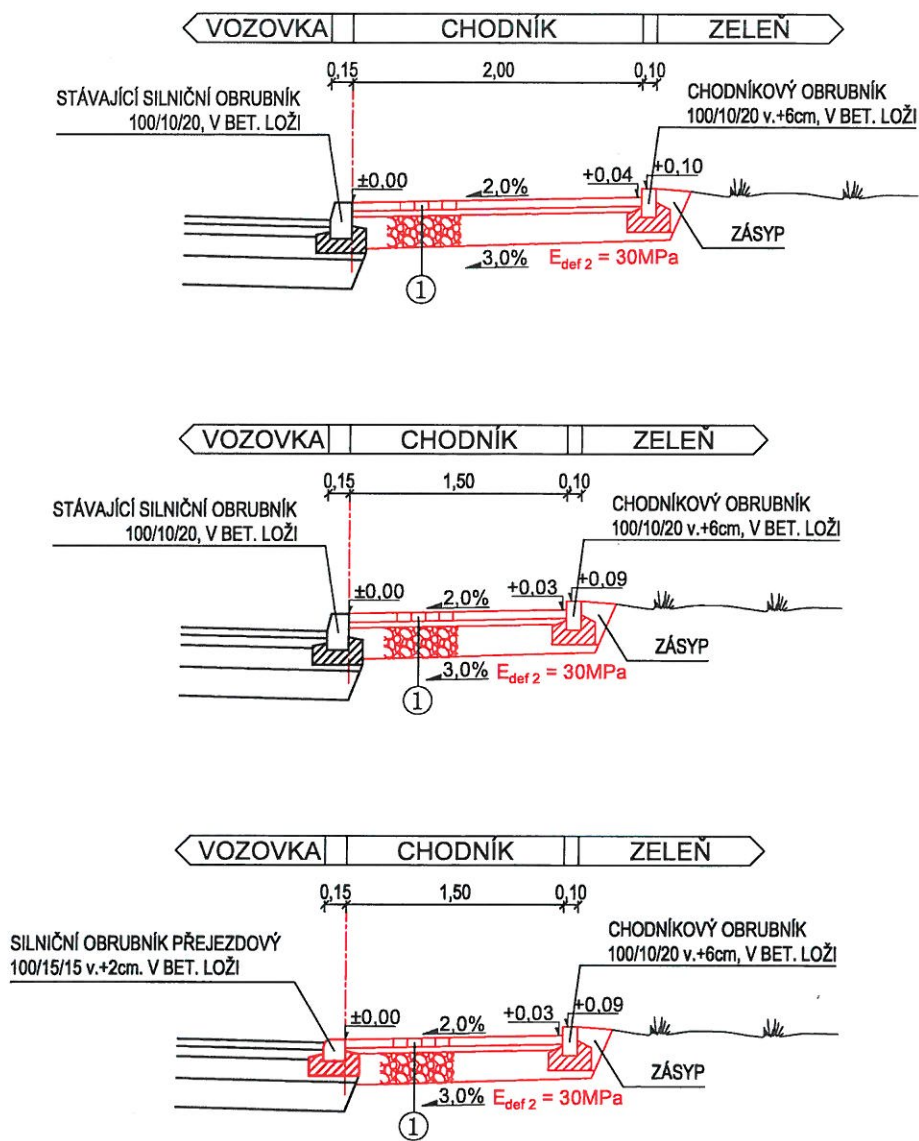 VOZOVKA CHODNÍK ZELEŇ
0,15 2,00 0,10
STÁVAJÍCÍ SILNIČNÍ OBRUBNÍK
100/10/20, V BET. LOŽI
CHODNÍKOVÝ OBRUBNÍK
100/10/20 v.+6cm, V BET. LOŽI
±0,00 2,0% +0,04 +0,10
ZÁSYP
3,0% Edef 2 = 30MPa
1
VOZOVKA CHODNÍK ZELEŇ
0,15 1,50 0,10
STÁVAJÍCÍ SILNIČNÍ OBRUBNÍK
100/10/20, V BET. LOŽI
CHODNÍKOVÝ OBRUBNÍK
100/10/20 v.+6cm, V BET. LOŽI
±0,00 2,0% +0,03 +0,09
ZÁSYP
3,0% Edef 2 = 30MPa
1
VOZOVKA CHODNÍK ZELEŇ
0,15 1,50 0,10
SILNIČNÍ OBRUBNÍK PŘEJEZDOVÝ
100/15/15 v.+2cm. V BET. LOŽI
CHODNÍKOVÝ OBRUBNÍK
100/10/20 v.+6cm, V BET. LOŽI
±0,00 2,0% +0,03 +0,09
ZÁSYP
3,0% Edef 2 = 30MPa
1